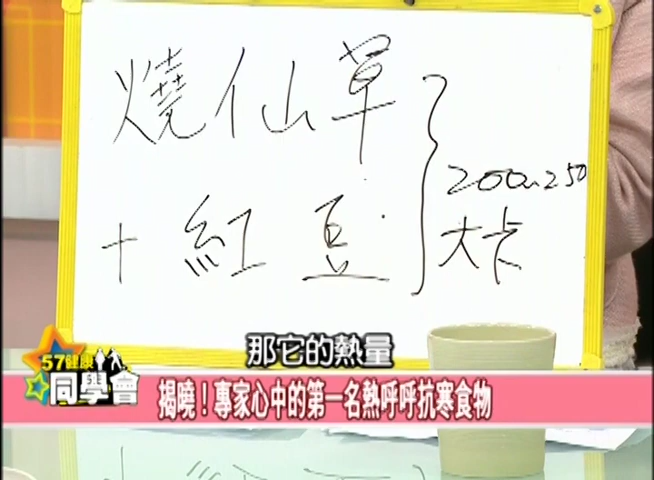 燒仙草
+ 紅豆
200~250
大卡
那它的熱量
57健康
同學會
揭曉！專家心中的第一名熱呼呼抗寒食物